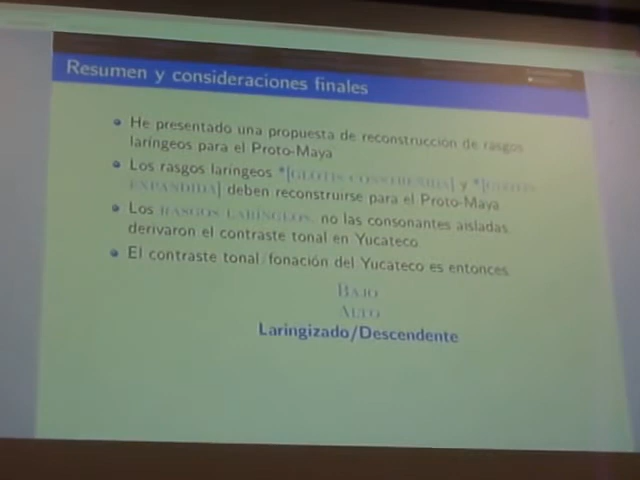 Resumen y consideraciones finales
He presentado una propuesta de reconstrucción de rasgos
laríngeos para el Proto-Maya
Los rasgos laríngeos *[GLOTIS CONSTREÑIDA] y *[GLOTIS
EXPANDIDA] deben reconstruirse para el Proto-Maya
Los RASGOS LARÍNGEOS, no las consonantes aisladas
derivaron el contraste tonal en Yucateco
El contraste tonal/fonación del Yucateco es entonces
BAJO
ALTO
Laringizado/Descendente